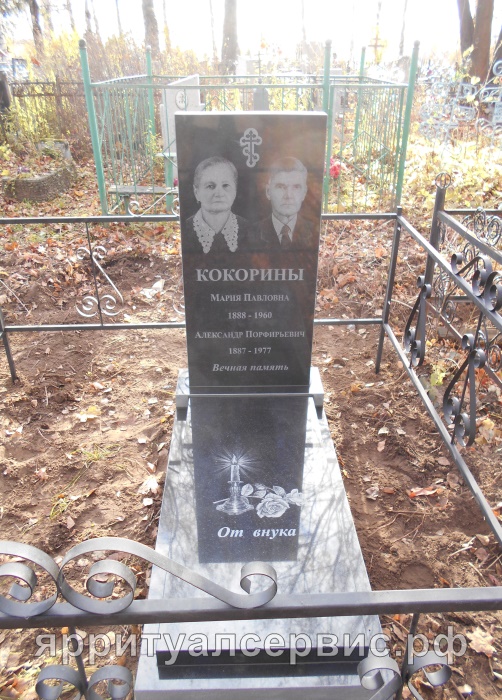 КОКОРИНЫ
Мария Павловна
1888 - 1960
Александр Порфирьевич
1887 - 1977
Вечная память
От внука
ярритуалсервис.рф